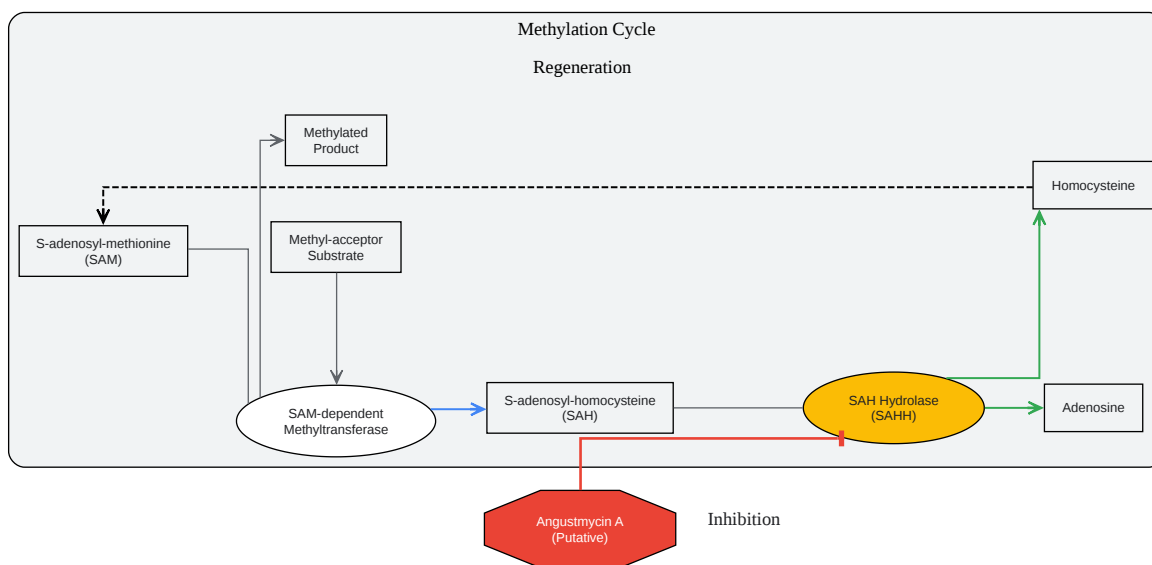 Methylation Cycle
Regeneration
Methylated
Product
Homocysteine
S-adenosyl-methionine
(SAM)
Methyl-acceptor
Substrate
SAM-dependent
Methyltransferase
S-adenosyl-homocysteine
(SAH)
SAH Hydrolase
(SAHH)
Adenosine
Angustmycin A
(Putative)
Inhibition